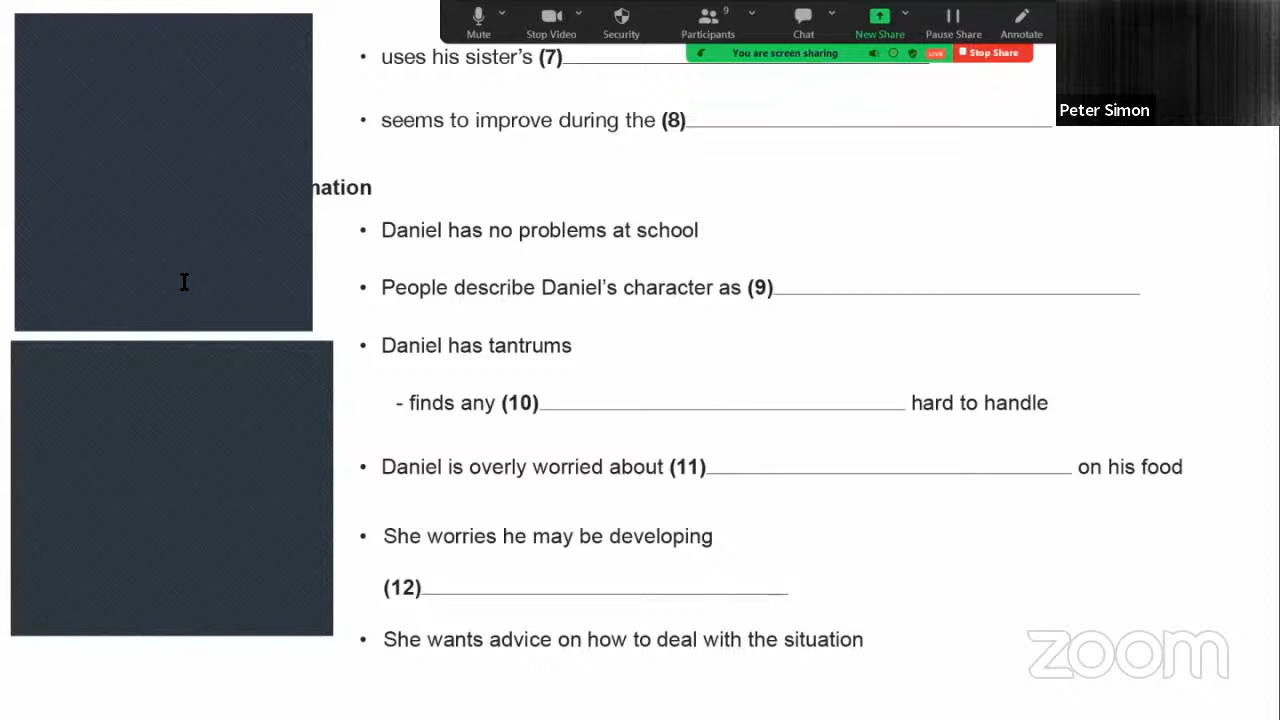 Mute
Stop Video
Security
Participants
9
Chat
New Share
Pause Share
Annotate
You are screen sharing
LIVE
Stop Share
Peter Simon
• uses his sister’s (7)
• seems to improve during the (8)
mation
• Daniel has no problems at school
• People describe Daniel’s character as (9)
• Daniel has tantrums
- finds any (10) hard to handle
• Daniel is overly worried about (11) on his food
• She worries he may be developing
(12)
• She wants advice on how to deal with the situation
zoom